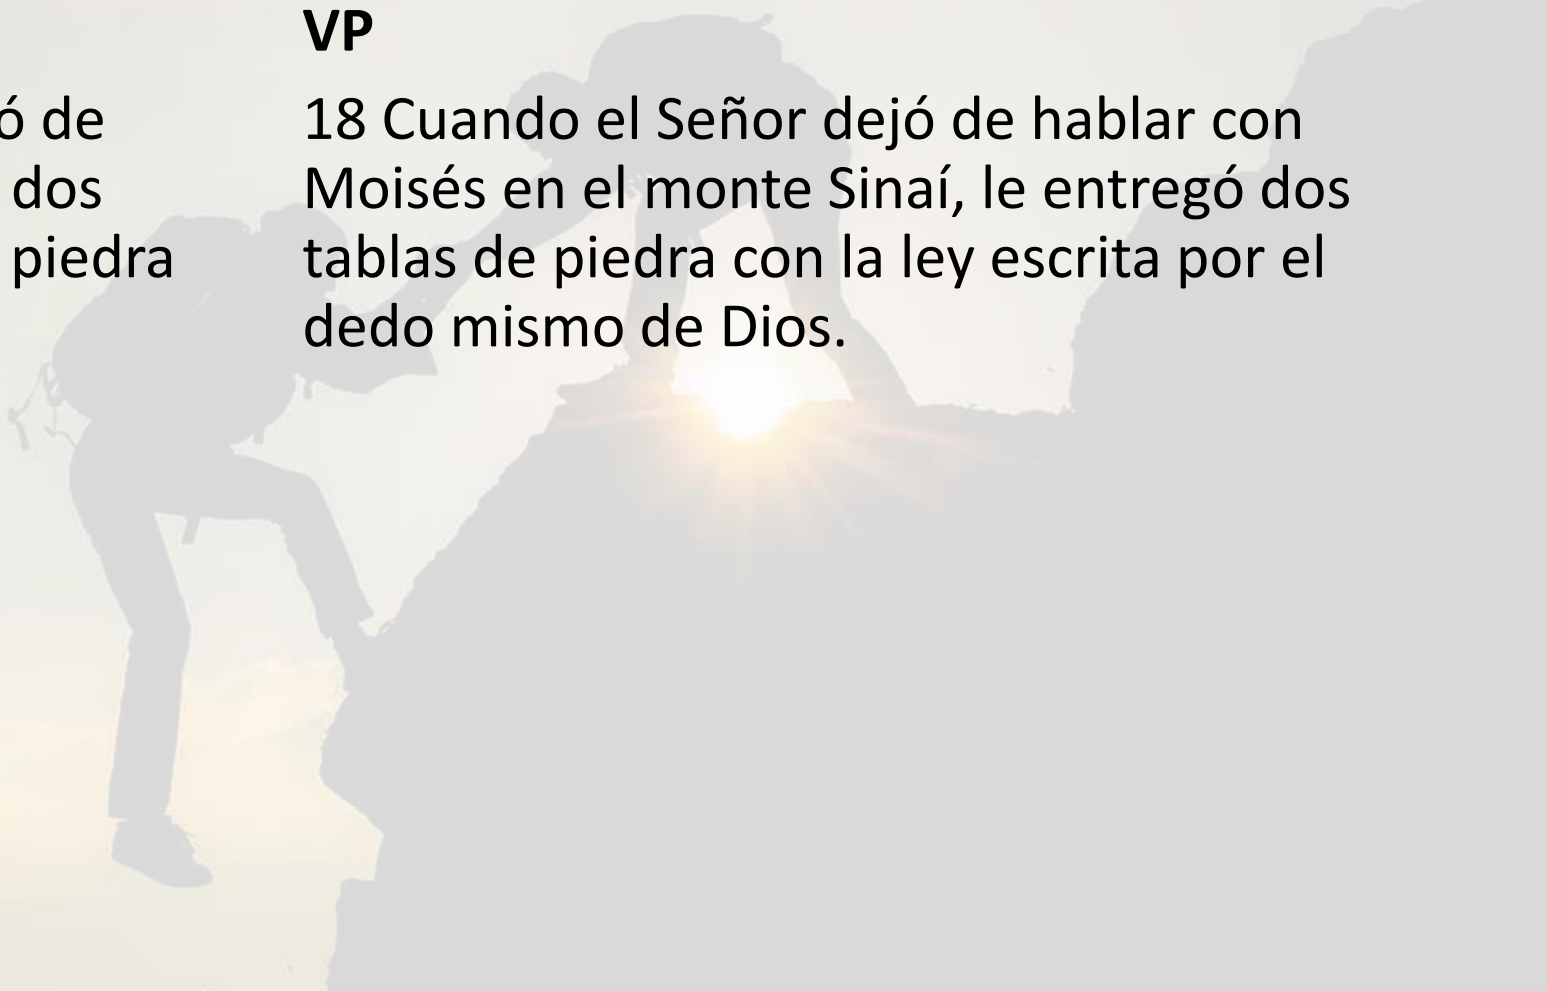 VP
ó de
dos
piedra
18 Cuando el Señor dejó de hablar con
Moisés en el monte Sinaí, le entregó dos
tablas de piedra con la ley escrita por el
dedo mismo de Dios.